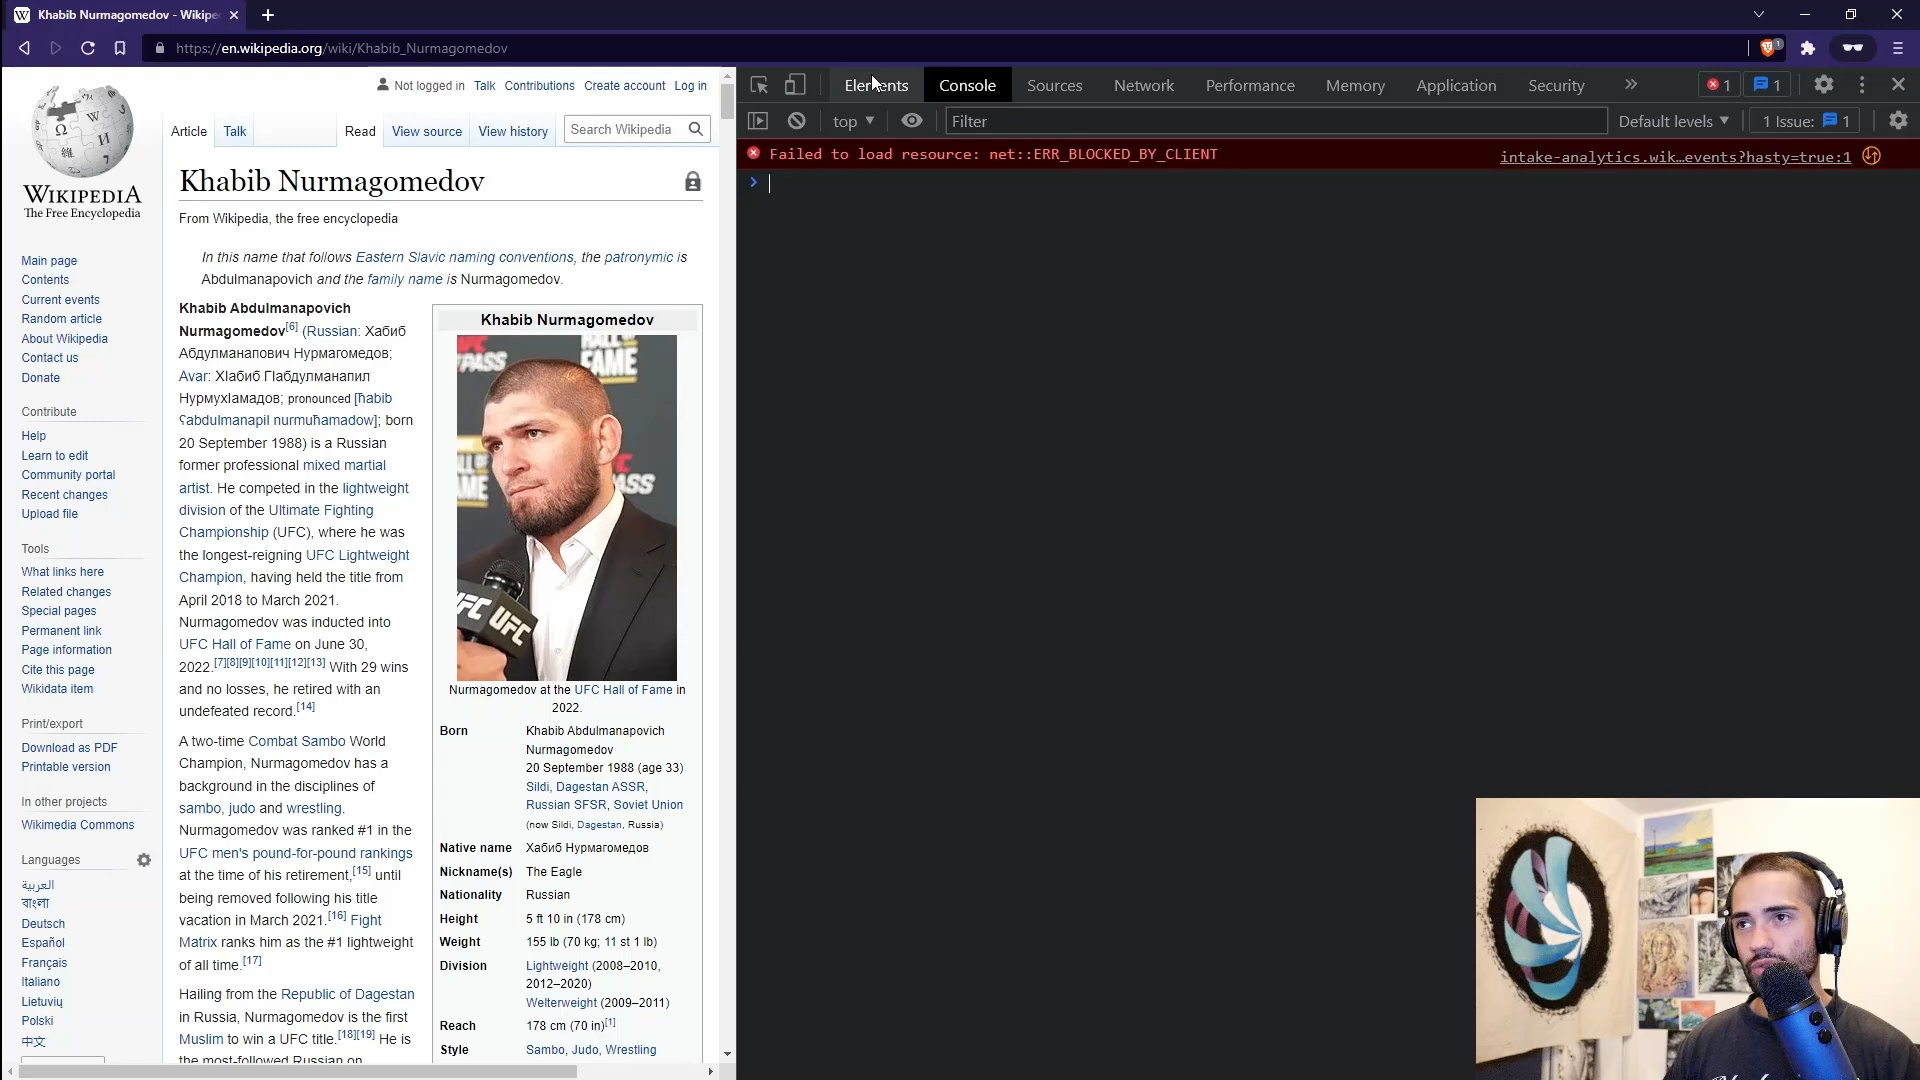 Khabib Nurmagomedov - Wikipe
https://en.wikipedia.org/wiki/Khabib_Nurmagomedov
1
Not logged in Talk Contributions Create account Log in
Article Talk Read View source View history Search Wikipedia
WIKIPEDIA
The Free Encyclopedia
Main page
Contents
Current events
Random article
About Wikipedia
Contact us
Donate
Contribute
Help
Learn to edit
Community portal
Recent changes
Upload file
Tools
What links here
Related changes
Special pages
Permanent link
Page information
Cite this page
Wikidata item
Print/export
Download as PDF
Printable version
In other projects
Wikimedia Commons
Languages
العربية
বাংলা
Deutsch
Español
Français
Italiano
Lietuvių
Polski
中文
Khabib Nurmagomedov
From Wikipedia, the free encyclopedia
In this name that follows Eastern Slavic naming conventions, the patronymic is
Abdulmanapovich and the family name is Nurmagomedov.
Khabib Abdulmanapovich
Nurmagomedov[6] (Russian: Хабиб
Абдулманапович Нурмагомедов;
Avar: ХӀабиб ГӀабдулманапил
НурмухӀамадов; pronounced [ħabib
ʕabdulmanapil nurmuħamadow]; born
20 September 1988) is a Russian
former professional mixed martial
artist. He competed in the lightweight
division of the Ultimate Fighting
Championship (UFC), where he was
the longest-reigning UFC Lightweight
Champion, having held the title from
April 2018 to March 2021.
Nurmagomedov was inducted into
UFC Hall of Fame on June 30,
2022.[7][8][9][10][11][12][13] With 29 wins
and no losses, he retired with an
undefeated record.[14]
A two-time Combat Sambo World
Champion, Nurmagomedov has a
background in the disciplines of
sambo, judo and wrestling.
Nurmagomedov was ranked #1 in the
UFC men's pound-for-pound rankings
at the time of his retirement,[15] until
being removed following his title
vacation in March 2021.[16] Fight
Matrix ranks him as the #1 lightweight
of all time.[17]
Hailing from the Republic of Dagestan
in Russia, Nurmagomedov is the first
Muslim to win a UFC title.[18][19] He is
the most-followed Russian on
Khabib Nurmagomedov
HALL OF
FAME
PASS
UFC
UFC
Nurmagomedov at the UFC Hall of Fame in
2022.
Born Khabib Abdulmanapovich
Nurmagomedov
20 September 1988 (age 33)
Sildi, Dagestan ASSR,
Russian SFSR, Soviet Union
(now Sildi, Dagestan, Russia)
Native name Хабиб Нурмагомедов
Nickname(s) The Eagle
Nationality Russian
Height 5 ft 10 in (178 cm)
Weight 155 lb (70 kg; 11 st 1 lb)
Division Lightweight (2008–2010,
2012–2020)
Welterweight (2009–2011)
Reach 178 cm (70 in)[1]
Style Sambo, Judo, Wrestling
Elements Console Sources Network Performance Memory Application Security » 1 1
top Filter Default levels 1 Issue: 1
Failed to load resource: net::ERR_BLOCKED_BY_CLIENT intake-analytics.wik…events?hasty=true:1